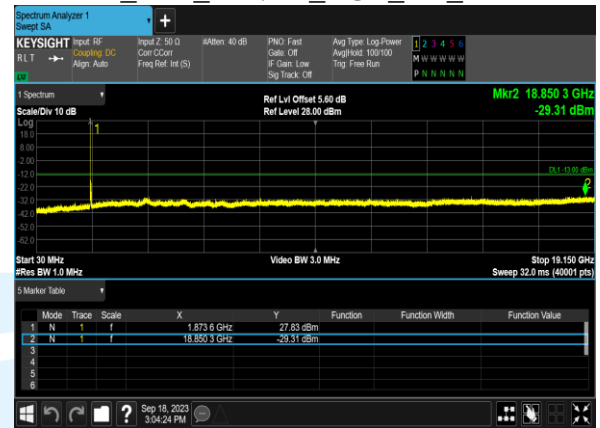 Spectrum Analyzer 1
Swept SA
KEYSIGHT Input: RF Input Z: 50 Ω #Atten: 40 dB PNO: Fast Avg Type: Log-Power 1 2 3 4 5 6
RLT Coupling: DC Corr CCorr Gate: Off Avg|Hold: 100/100 M W W W W W
Align: Auto Freq Ref: Int (S) IF Gain: Low Trig: Free Run P N N N N N
Sig Track: Off
1 Spectrum Ref Lvl Offset 5.60 dB Mkr2 18.850 3 GHz
Scale/Div 10 dB Ref Level 28.00 dBm -29.31 dBm
Log
1
18.0
8.00
-2.00
-12.0 DL1 -13.00 dBm
-22.0 2
-32.0
-42.0
-52.0
-62.0
Start 30 MHz Video BW 3.0 MHz Stop 19.150 GHz
#Res BW 1.0 MHz Sweep 32.0 ms (40001 pts)
5 Marker Table
Mode Trace Scale X Y Function Function Width Function Value
1 N 1 f 1.873 6 GHz 27.83 dBm
2 N 1 f 18.850 3 GHz -29.31 dBm
3
4
5
6
? Sep 18, 2023
3:04:24 PM